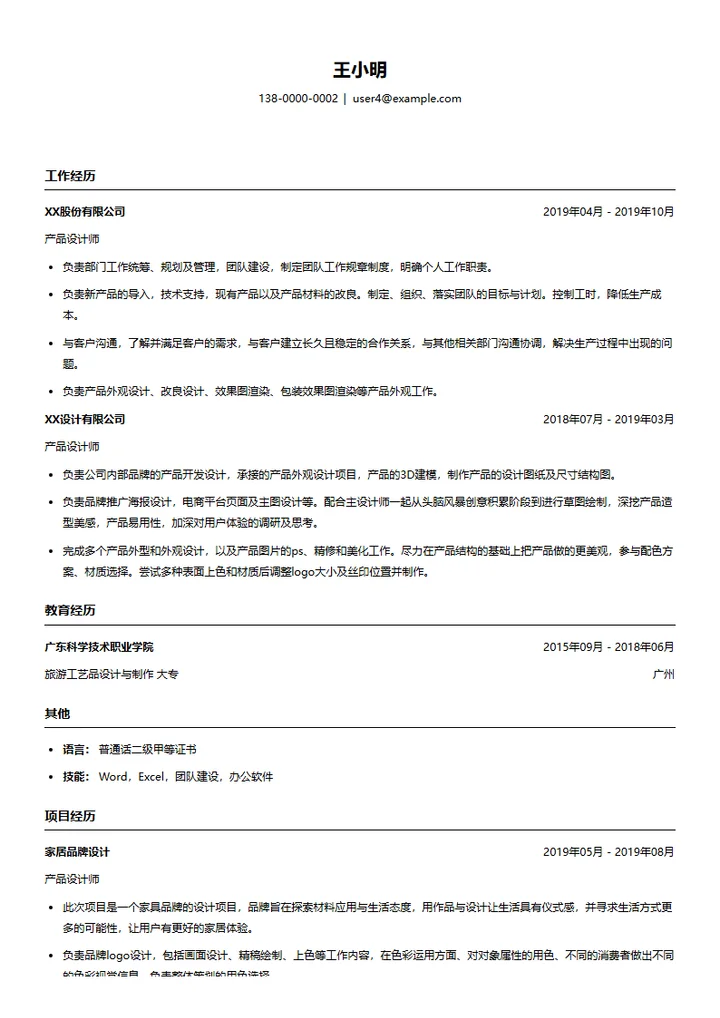 王小明
138-0000-0002 | user4@example.com
工作经历
XX股份有限公司 2019年04月 - 2019年10月
产品设计师
• 负责部门工作统筹、规划及管理，团队建设，制定团队工作规章制度，明确个人工作职责。
• 负责新产品的导入，技术支持，现有产品以及产品材料的改良。制定、组织、落实团队的目标与计划。控制工时，降低生产成
本。
• 与客户沟通，了解并满足客户的需求，与客户建立长久且稳定的合作关系，与其他相关部门沟通协调，解决生产过程中出现的问
题。
• 负责产品外观设计、改良设计、效果图渲染、包装效果图渲染等产品外观工作。
XX设计有限公司 2018年07月 - 2019年03月
产品设计师
• 负责公司内部品牌的产品开发设计，承接的产品外观设计项目，产品的3D建模，制作产品的设计图纸及尺寸结构图。
• 负责品牌推广海报设计，电商平台页面及主图设计等。配合主设计师一起从头脑风暴创意积累阶段到进行草图绘制，深挖产品造
型美感，产品易用性，加深对用户体验的调研及思考。
• 完成多个产品外型和外观设计，以及产品图片的ps、精修和美化工作。尽力在产品结构的基础上把产品做的更美观，参与配色方
案、材质选择。尝试多种表面上色和材质后调整logo大小及丝印位置并制作。
教育经历
广东科学技术职业学院 2015年09月 - 2018年06月
旅游工艺品设计与制作 大专 广州
其他
• 语言： 普通话二级甲等证书
• 技能： Word，Excel，团队建设，办公软件
项目经历
家居品牌设计 2019年05月 - 2019年08月
产品设计师
• 此次项目是一个家具品牌的设计项目，品牌旨在探索材料应用与生活态度，用作品与设计让生活具有仪式感，并寻求生活方式更
多的可能性，让用户有更好的家居体验。
• 负责品牌logo设计，包括画面设计、精稿绘制、上色等工作内容，在色彩运用方面、对对象属性的用色、不同的消费者做出不同
的色彩视觉信息，负责整体策划的用色选择